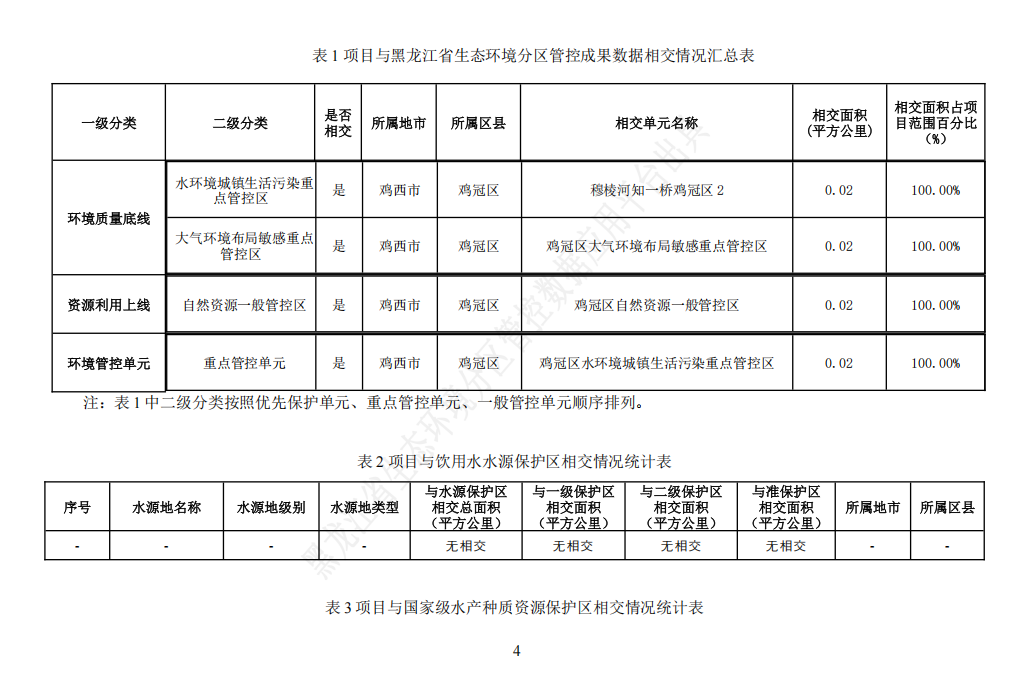 表 1 项目与黑龙江省生态环境分区管控成果数据相交情况汇总表
一级分类 二级分类 是否相交 所属地市 所属区县 相交单元名称 相交面积(平方公里) 相交面积占项目范围百分比（%）
环境质量底线 水环境城镇生活污染重点管控区 是 鸡西市 鸡冠区 穆棱河知一桥鸡冠区 2 0.02 100.00%
大气环境布局敏感重点管控区 是 鸡西市 鸡冠区 鸡冠区大气环境布局敏感重点管控区 0.02 100.00%
资源利用上线 自然资源一般管控区 是 鸡西市 鸡冠区 鸡冠区自然资源一般管控区 0.02 100.00%
环境管控单元 重点管控单元 是 鸡西市 鸡冠区 鸡冠区水环境城镇生活污染重点管控区 0.02 100.00%
注：表 1 中二级分类按照优先保护单元、重点管控单元、一般管控单元顺序排列。
表 2 项目与饮用水水源保护区相交情况统计表
序号 水源地名称 水源地级别 水源地类型 与水源保护区相交总面积（平方公里） 与一级保护区相交面积（平方公里） 与二级保护区相交面积（平方公里） 与准保护区相交面积（平方公里） 所属地市 所属区县
- - - - 无相交 无相交 无相交 无相交 - -
表 3 项目与国家级水产种质资源保护区相交情况统计表
4
黑龙江省生态环境分区管控数据应用平台出具